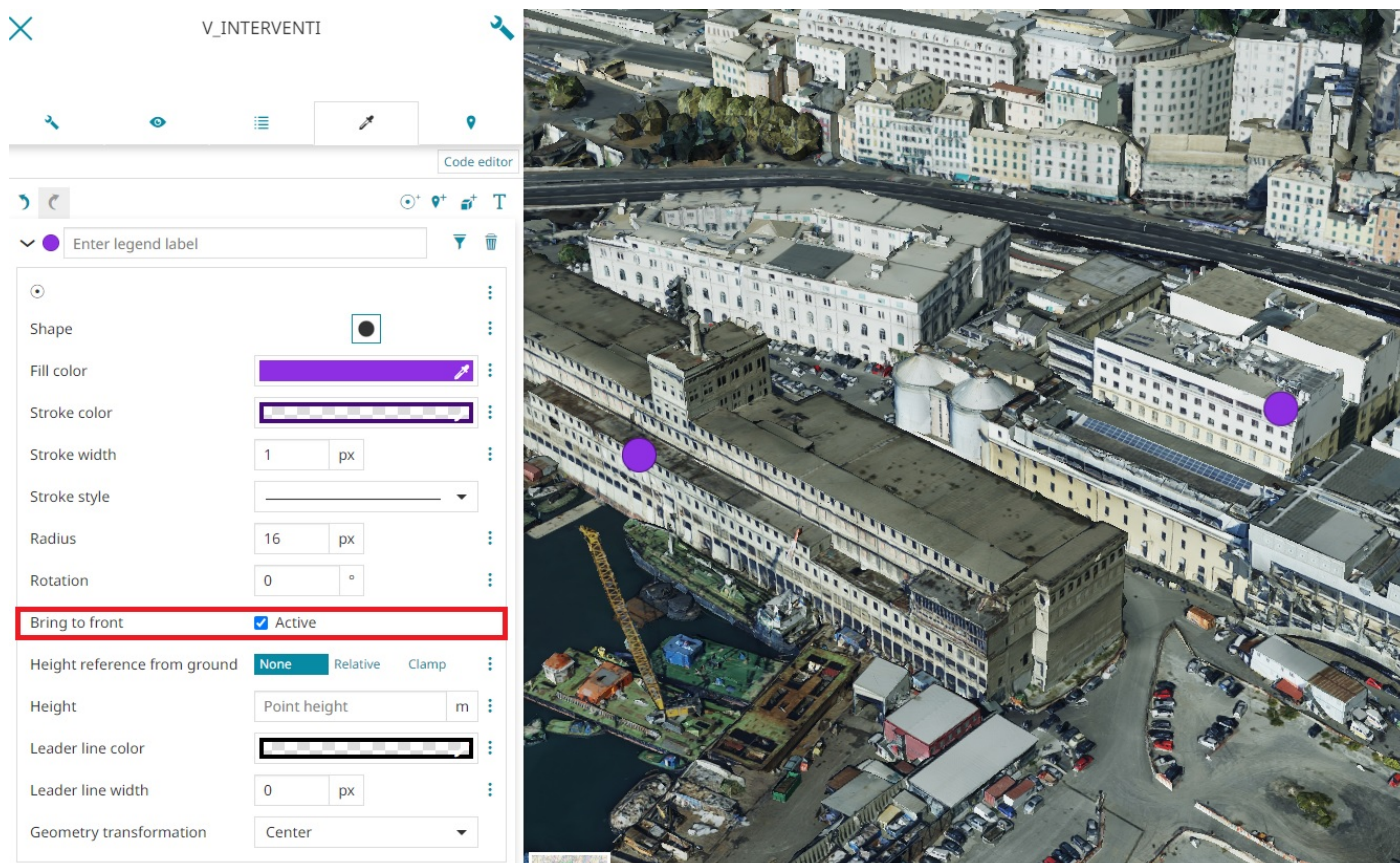 V_INTERVENTI
Code editor
T
Enter legend label
Shape
Fill color
Stroke color
Stroke width 1 px
Stroke style
Radius 16 px
Rotation 0 °
Bring to front Active
Height reference from ground None Relative Clamp
Height Point height m
Leader line color
Leader line width 0 px
Geometry transformation Center